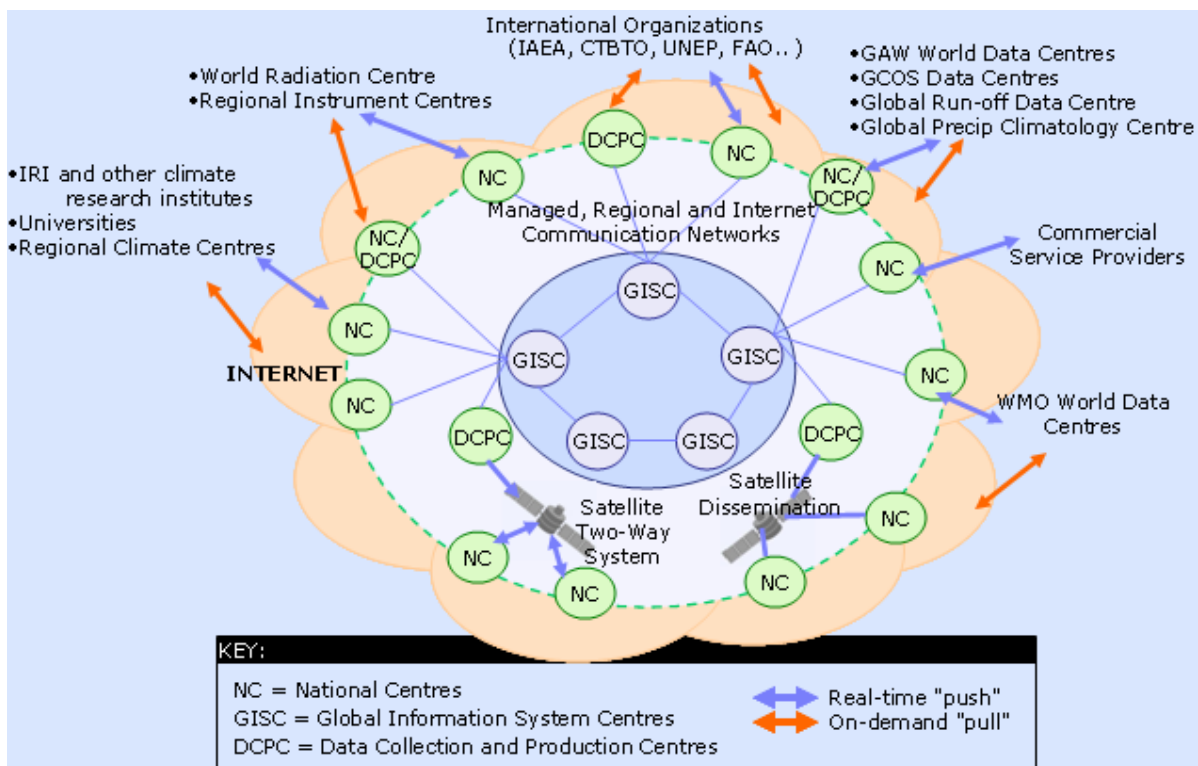 International Organizations
(IAEA, CTBTO, UNEP, FAO.. )
•World Radiation Centre
•Regional Instrument Centres
•GAW World Data Centres
•GCOS Data Centres
•Global Run-off Data Centre
•Global Precip Climatology Centre
•IRI and other climate
research institutes
•Universities
•Regional Climate Centres
DCPC
NC
NC
NC/
DCPC
Managed, Regional and Internet
Communication Networks
NC/
DCPC
Commercial
Service Providers
NC
GISC
NC
GISC
GISC
INTERNET
NC
NC
WMO World Data
Centres
DCPC
GISC
GISC
DCPC
Satellite
Two-Way
System
Satellite
Dissemination
NC
NC
NC
NC
KEY:
NC = National Centres
GISC = Global Information System Centres
DCPC = Data Collection and Production Centres
Real-time "push"
On-demand "pull"